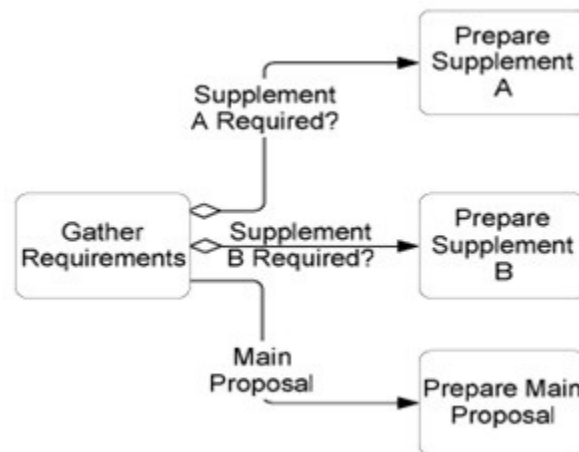 Prepare
Supplement
A
Supplement
A Required?
Gather
Requirements
Supplement
B Required?
Prepare
Supplement
B
Main
Proposal
Prepare Main
Proposal